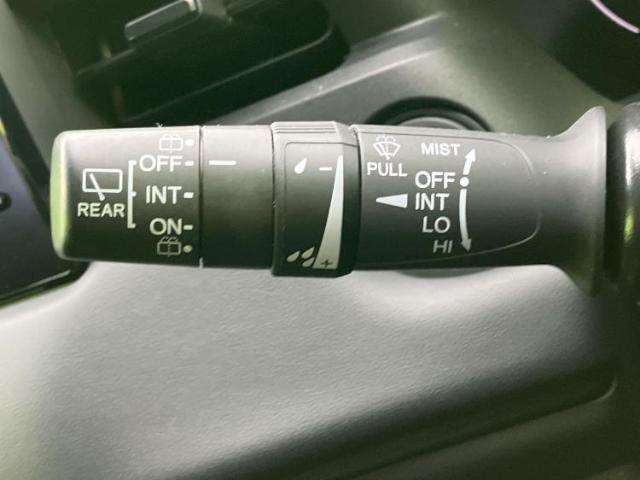 REAR
OFF
INT
ON
- +
PULL
MIST
OFF
INT
LO
HI